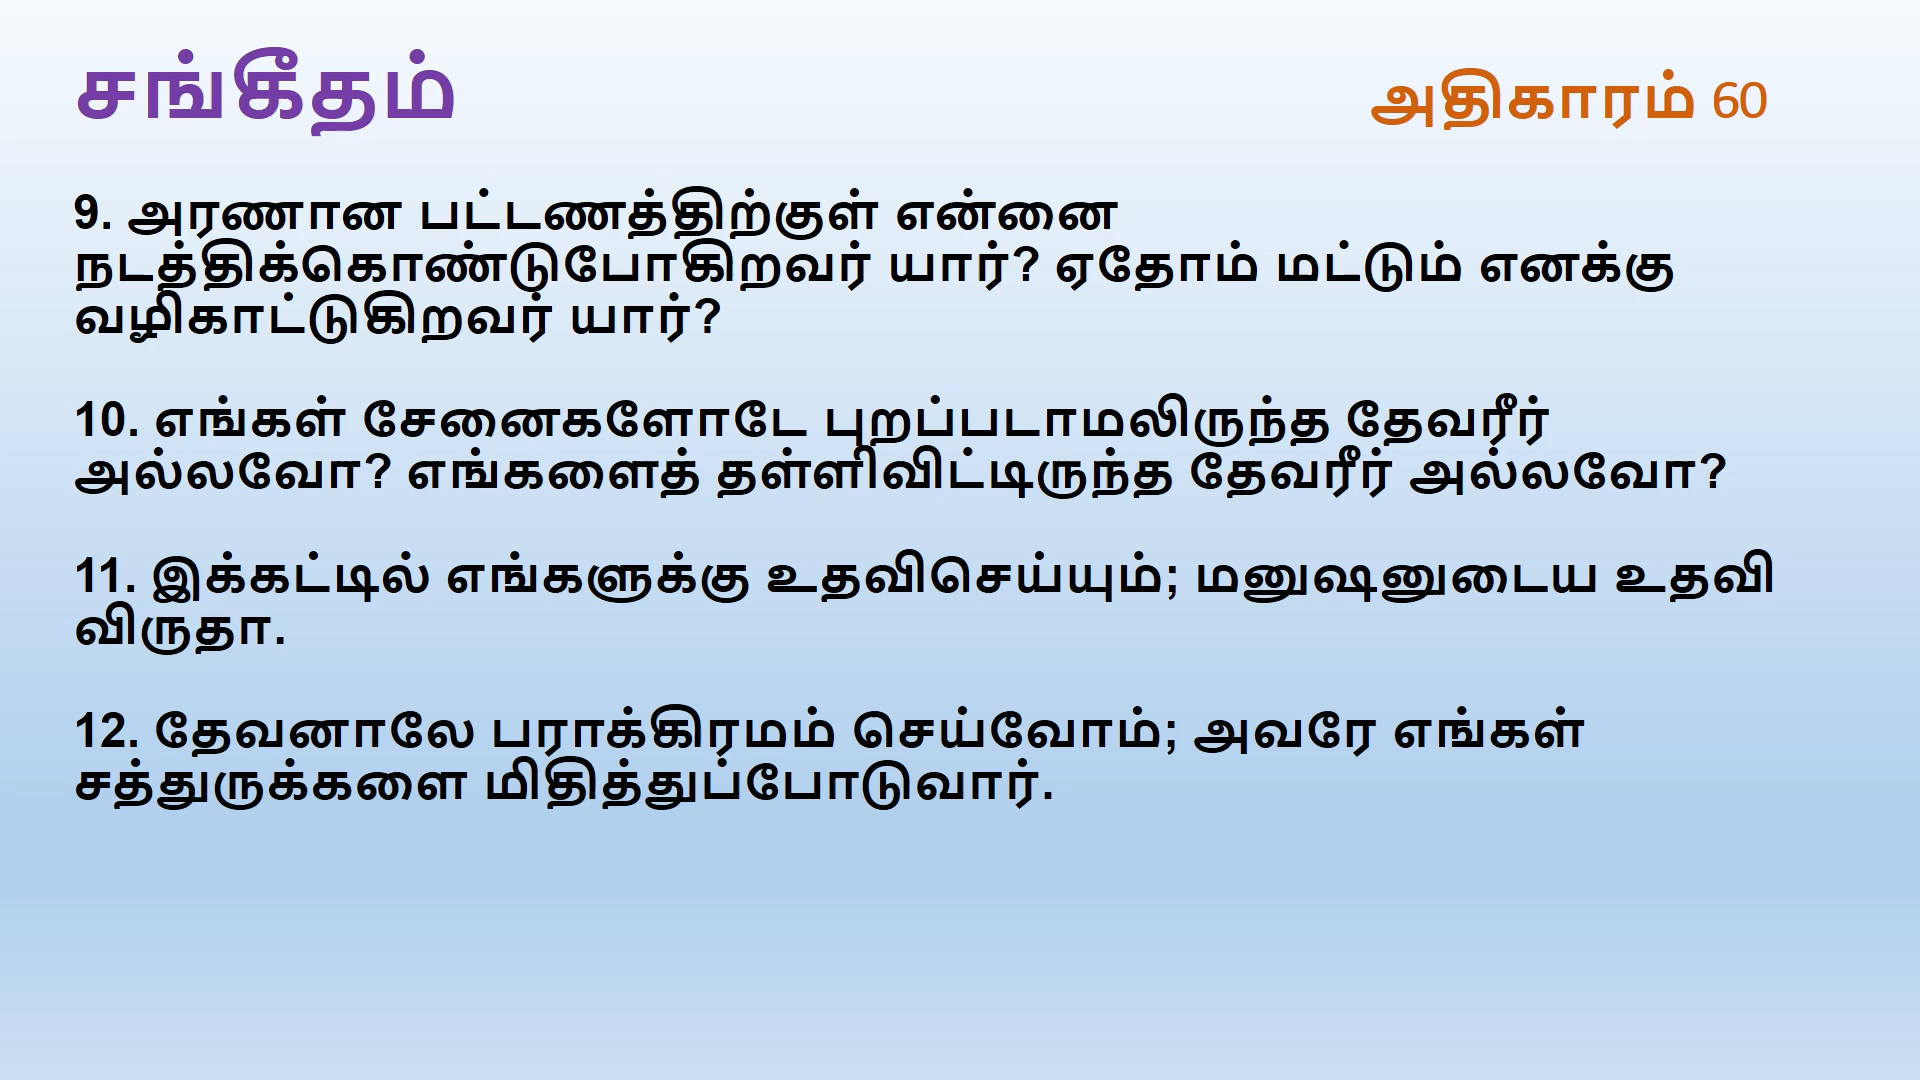 சங்கீதம்
அதிகாரம் 60
9. அரணான பட்டணத்திற்குள் என்னை
நடத்திக்கொண்டுபோகிறவர் யார்? ஏதோம் மட்டும் எனக்கு
வழிகாட்டுகிறவர் யார்?
10. எங்கள் சேனைகளோடே புறப்படாமலிருந்த தேவரீர்
அல்லவோ? எங்களைத் தள்ளிவிட்டிருந்த தேவரீர் அல்லவோ?
11. இக்கட்டில் எங்களுக்கு உதவிசெய்யும்; மனுஷனுடைய உதவி
விருதா.
12. தேவனாலே பராக்கிரமம் செய்வோம்; அவரே எங்கள்
சத்துருக்களை மிதித்துப்போடுவார்.